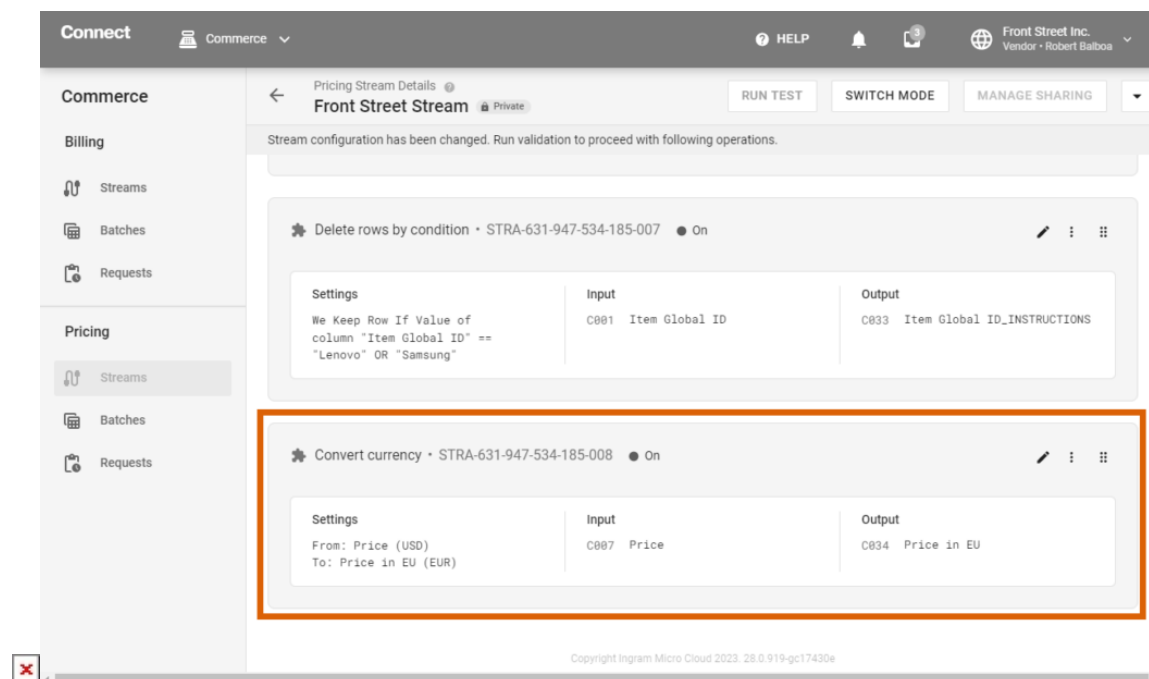 Connect
Commerce
HELP
3
Front Street Inc.
Vendor • Robert Balboa
Commerce
Billing
Streams
Batches
Requests
Pricing
Streams
Batches
Requests
Pricing Stream Details
Front Street Stream Private
RUN TEST
SWITCH MODE
MANAGE SHARING
Stream configuration has been changed. Run validation to proceed with following operations.
Delete rows by condition • STRA-631-947-534-185-007 On
Settings
We Keep Row If Value of
column "Item Global ID" ==
"Lenovo" OR "Samsung"
Input
C001 Item Global ID
Output
C033 Item Global ID_INSTRUCTIONS
Convert currency • STRA-631-947-534-185-008 On
Settings
From: Price (USD)
To: Price in EU (EUR)
Input
C007 Price
Output
C034 Price in EU
Copyright Ingram Micro Cloud 2023. 28.0.919-gc17430e